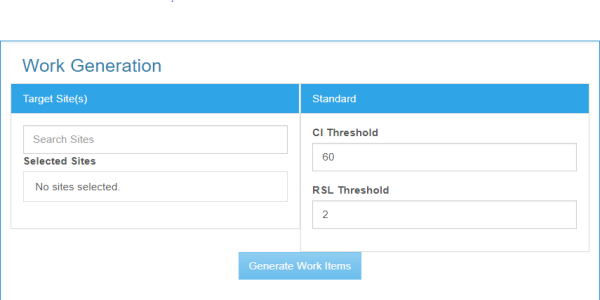 Work Generation
Target Site(s)
Search Sites
Selected Sites
No sites selected.
Standard
CI Threshold
60
RSL Threshold
2
Generate Work Items